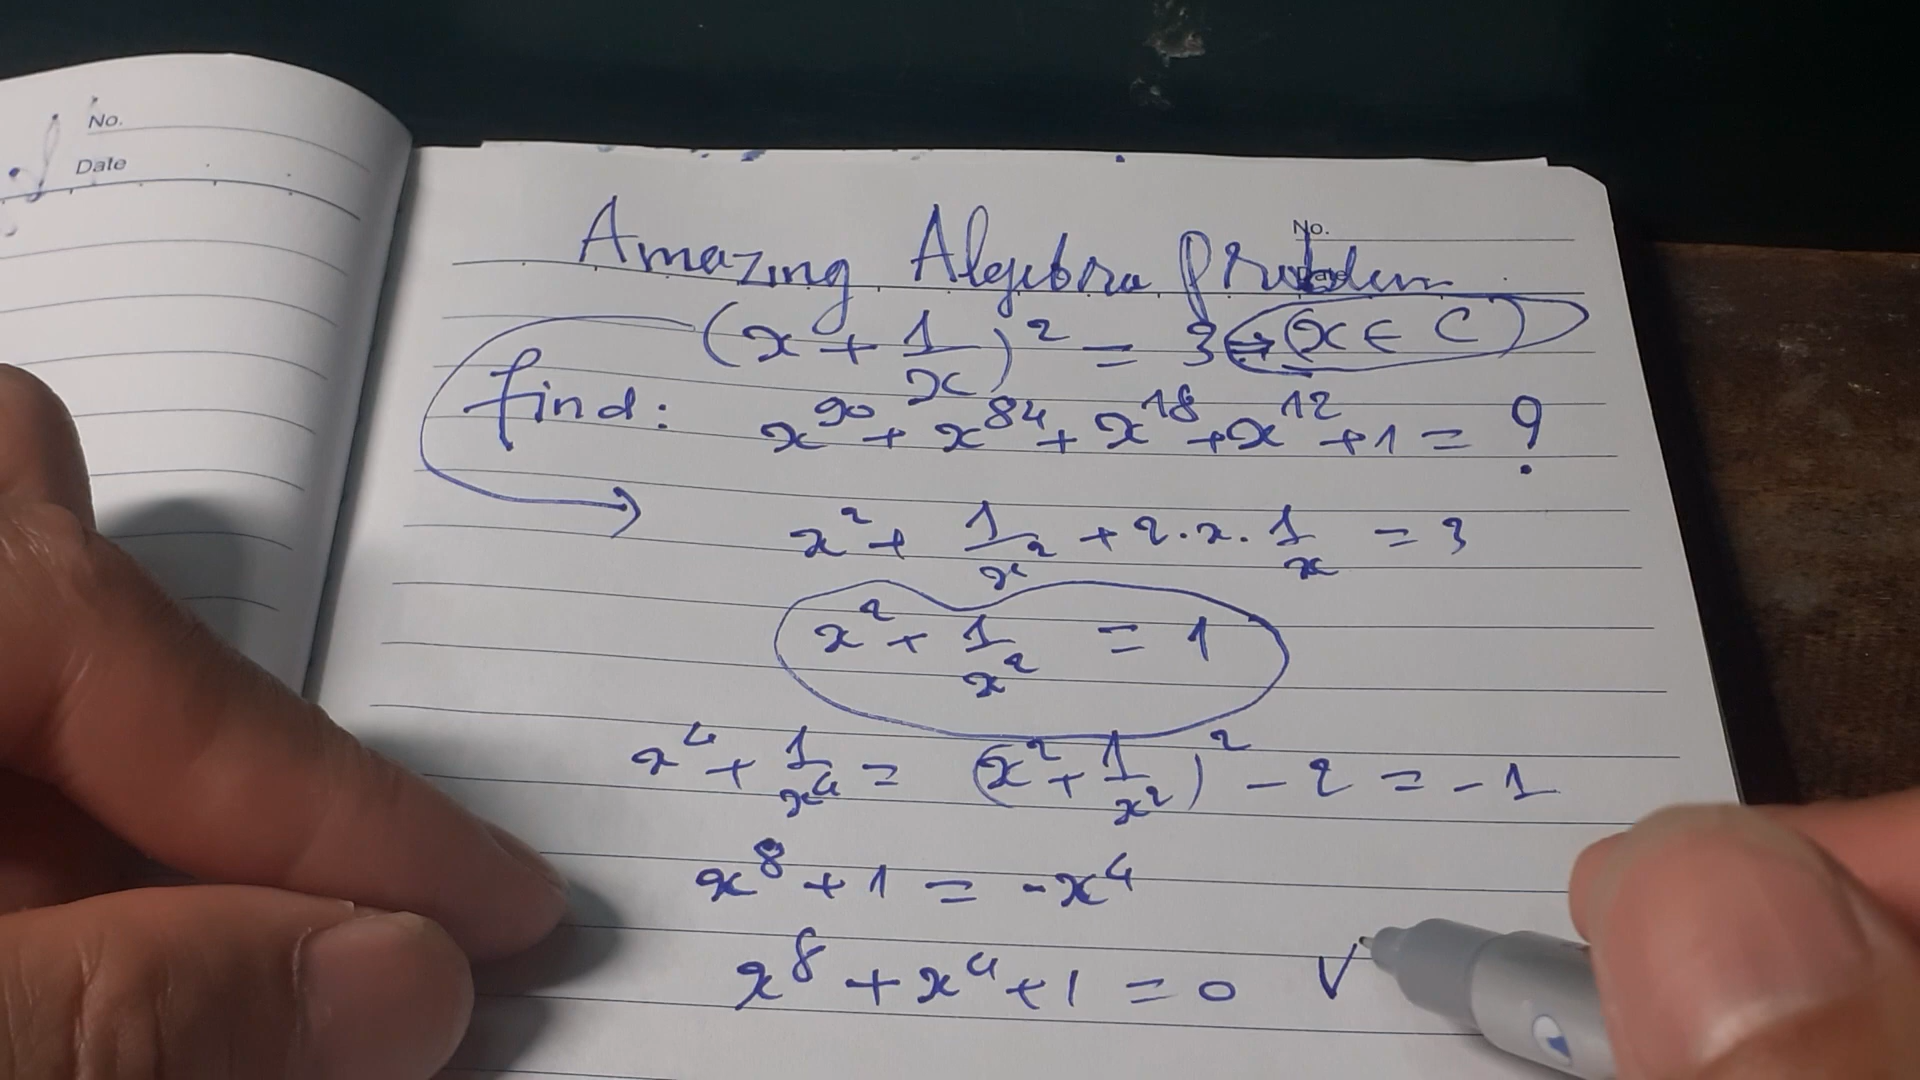 No.
Date
No.
Amazing Algebra Problem
(x + 1/x)² = 3 → (x ∈ C)
find: x⁹⁰ + x⁸⁴ + x¹⁸ + x¹² + 1 = ?
x² + 1/x² + 2·x·1/x = 3
x² + 1/x² = 1
x⁴ + 1/x⁴ = (x² + 1/x²)² - 2 = -1
x⁸ + 1 = -x⁴
x⁸ + x⁴ + 1 = 0 √